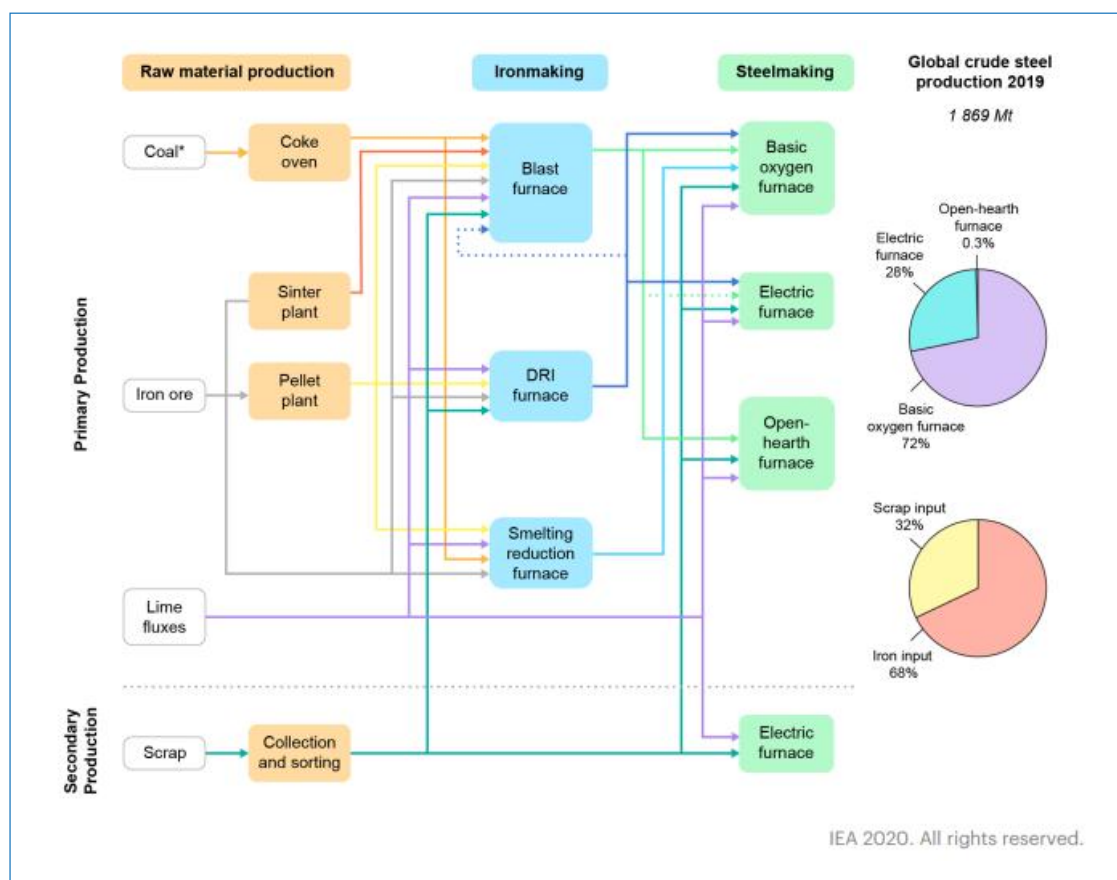 Raw material production
Ironmaking
Steelmaking
Global crude steel
production 2019
1 869 Mt
Coal*
Coke
oven
Blast
furnace
Basic
oxygen
furnace
Open-hearth
furnace
0.3%
Electric
furnace
28%
Basic
oxygen furnace
72%
Primary Production
Sinter
plant
Electric
furnace
Iron ore
Pellet
plant
DRI
furnace
Open-
hearth
furnace
Smelting
reduction
furnace
Scrap input
32%
Iron input
68%
Lime
fluxes
Secondary
Production
Scrap
Collection
and sorting
Electric
furnace
IEA 2020. All rights reserved.